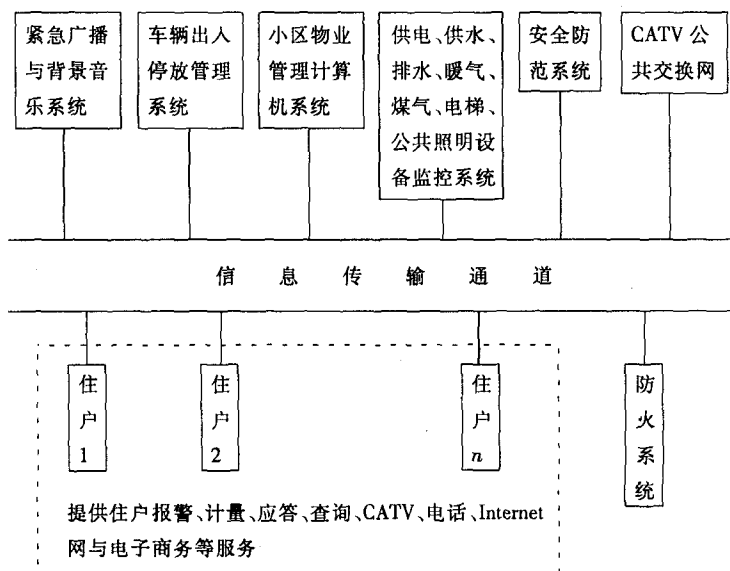 紧急广播
与背景音
乐系统
车辆出入
停放管理
系统
小区物业
管理计算
机系统
供电、供水、
排水、暖气、
煤气、电梯、
公共照明设
备监控系统
安全防
范系统
CATV公
共交换网
信息传输通道
住
户
1
住
户
2
住
户
n
防
火
系
统
提供住户报警、计量、应答、查询、CATV、电话、Internet
网与电子商务等服务